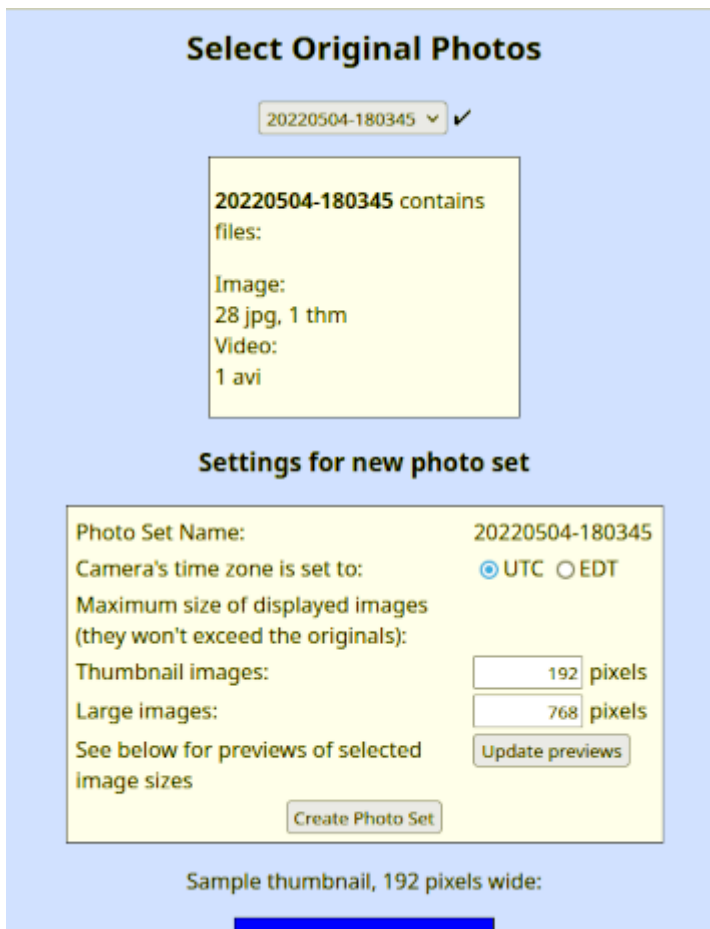 Select Original Photos
20220504-180345
20220504-180345 contains
files:
Image:
28 jpg, 1 thm
Video:
1 avi
Settings for new photo set
Photo Set Name: 20220504-180345
Camera's time zone is set to: UTC EDT
Maximum size of displayed images
(they won't exceed the originals):
Thumbnail images: 192 pixels
Large images: 768 pixels
See below for previews of selected Update previews
image sizes
Create Photo Set
Sample thumbnail, 192 pixels wide: